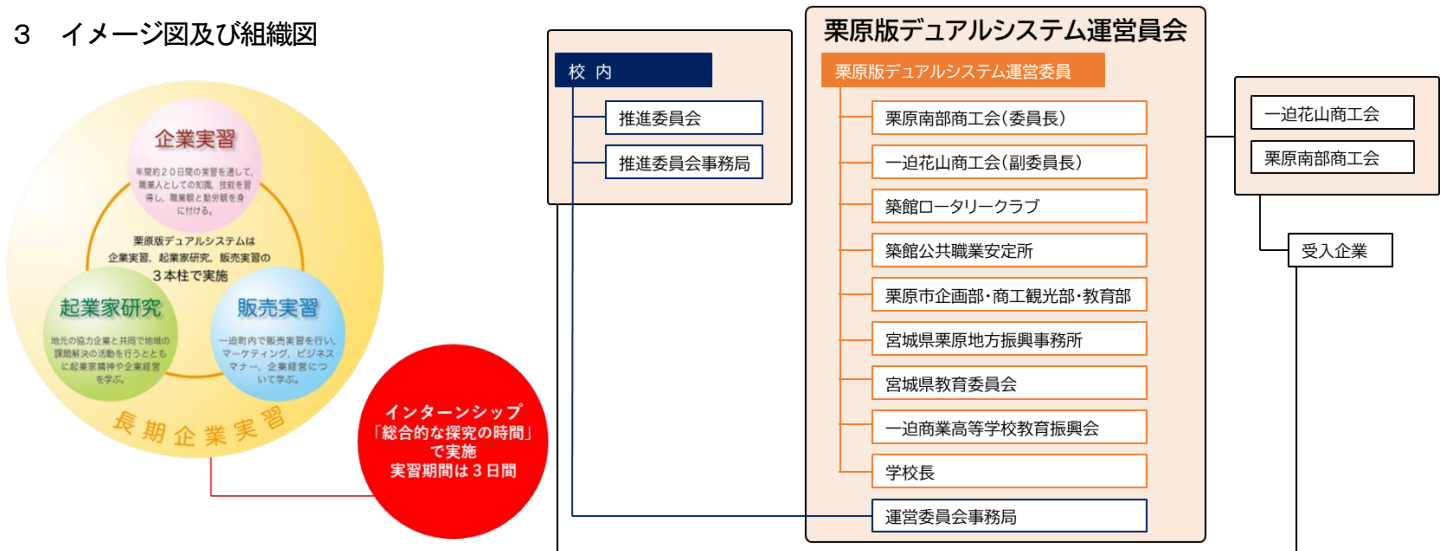 3 イメージ図及び組織図
企業実習
年間約20日間の実習を通して、
職業人としての知識、技能を習
得し、職業観と勤労観を身
に付ける。
栗原版デュアルシステムは
企業実習、起業家研究、販売実習の
3本柱で実施
起業家研究
地元の協力企業と共同で地域の
課題解決の活動を行うととも
に起業家精神や企業経営
を学ぶ。
販売実習
一迫町内で販売実習を行い、
マーケティング、ビジネス
マナー、企業経営につ
いて学ぶ。
長期企業実習
インターンシップ
「総合的な探究の時間」
で実施
実習期間は3日間
校内
推進委員会
推進委員会事務局
栗原版デュアルシステム運営員会
栗原版デュアルシステム運営委員
栗原南部商工会(委員長)
一迫花山商工会(副委員長)
築館ロータリークラブ
築館公共職業安定所
栗原市企画部・商工観光部・教育部
宮城県栗原地方振興事務所
宮城県教育委員会
一迫商業高等学校教育振興会
学校長
運営委員会事務局
一迫花山商工会
栗原南部商工会
受入企業